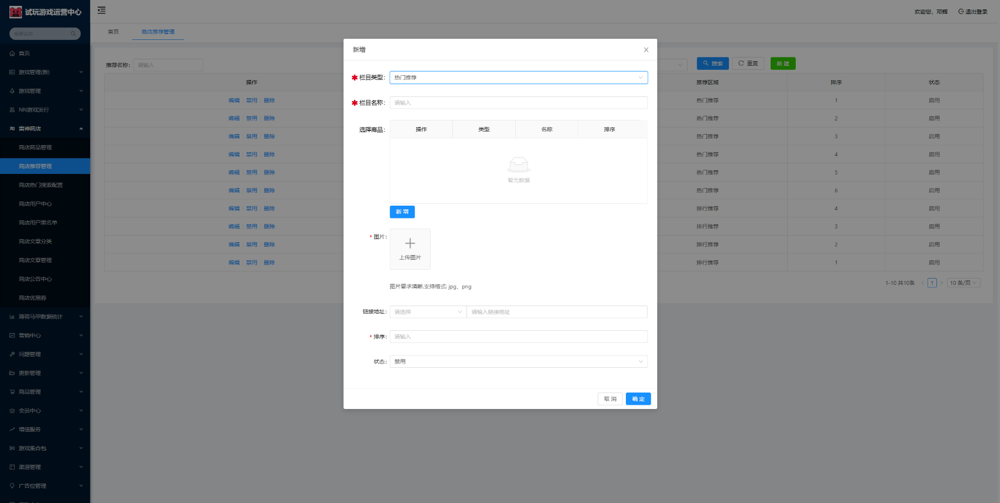 试玩游戏运营中心
菜单名称
欢迎您，邓辉 退出登录
首页
游戏管理(新)
游戏管理
NN游戏发行
雷神商店
商店商品管理
商店推荐管理
商店热门搜索配置
商店用户中心
商店用户黑名单
商店文章分类
商店文章管理
商店公告中心
商店优惠券
薄荷马甲数据统计
营销中心
问题管理
更新管理
商品管理
会员中心
增值服务
游戏集合包
渠道管理
广告位管理
首页 商店推荐管理
推荐名称: 请输入 搜索 重置 新 建
操作 推荐区域 排序 状态
编辑 禁用 删除 热门推荐 1 启用
编辑 禁用 删除 热门推荐 2 启用
编辑 禁用 删除 热门推荐 3 启用
编辑 禁用 删除 热门推荐 4 启用
编辑 禁用 删除 热门推荐 5 启用
编辑 禁用 删除 热门推荐 6 启用
编辑 禁用 删除 排行推荐 4 启用
编辑 禁用 删除 排行推荐 3 启用
编辑 禁用 删除 排行推荐 2 启用
编辑 禁用 删除 排行推荐 1 启用
1-10 共10条 < 1 > 10 条/页
新增
✱栏目类型: 热门推荐
✱栏目名称: 请输入
选择商品: 操作 类型 名称 排序
暂无数据
新 增
* 图片:
上传图片
图片要求清晰,支持格式: jpg、png
链接地址: 请选择 请输入链接地址
* 排序: 请输入
状态: 禁用
取 消 确 定